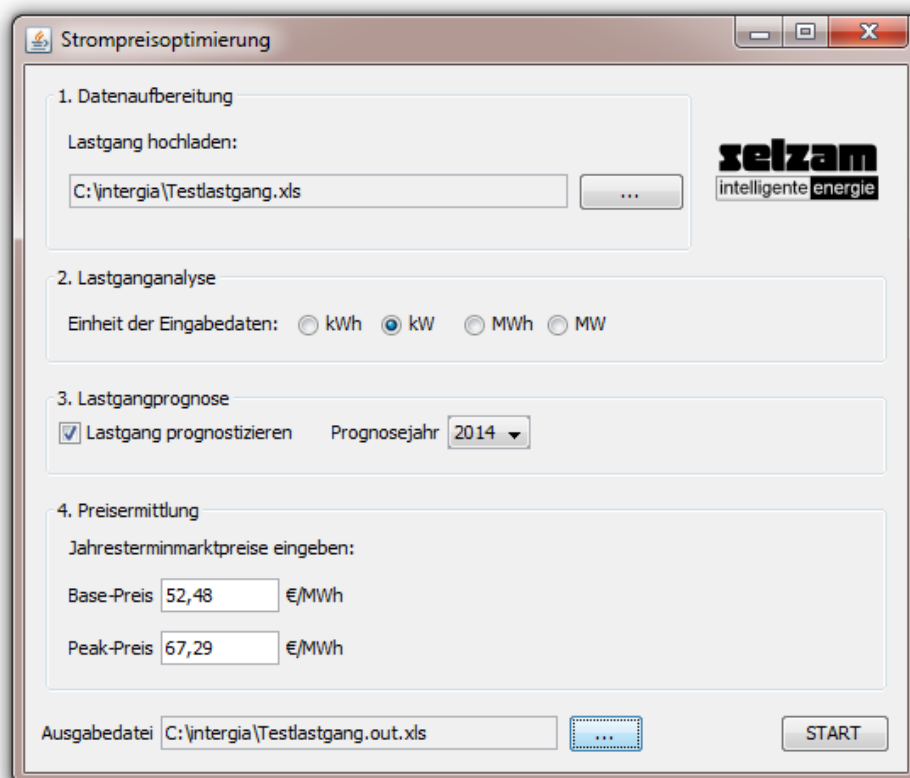 Strompreisoptimierung
1. Datenaufbereitung
Lastgang hochladen:
C:\intergia\Testlastgang.xls
...
selzam
intelligente energie
2. Lastganganalyse
Einheit der Eingabedaten: kWh kW MWh MW
3. Lastgangprognose
Lastgang prognostizieren Prognosejahr 2014
4. Preisermittlung
Jahresterminmarktpreise eingeben:
Base-Preis 52,48 €/MWh
Peak-Preis 67,29 €/MWh
Ausgabedatei C:\intergia\Testlastgang.out.xls ... START